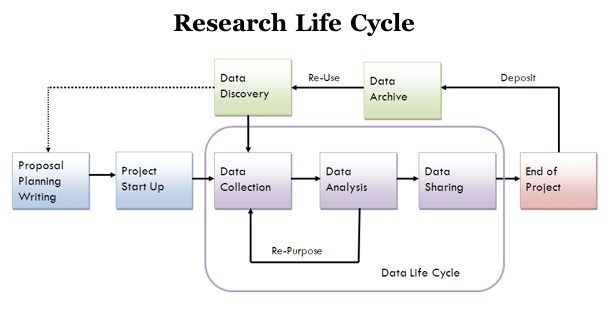 Research Life Cycle
Data
Discovery
Re-Use
Data
Archive
Deposit
Proposal
Planning
Writing
Project
Start Up
Data
Collection
Data
Analysis
Data
Sharing
End of
Project
Re-Purpose
Data Life Cycle